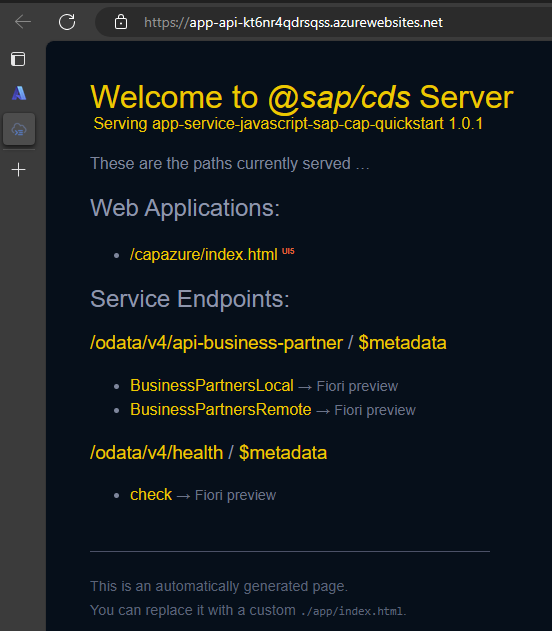 https://app-api-kt6nr4qdrsqss.azurewebsites.net
Welcome to @sap/cds Server
Serving app-service-javascript-sap-cap-quickstart 1.0.1
These are the paths currently served …
Web Applications:
/capazure/index.html UI5
Service Endpoints:
/odata/v4/api-business-partner / $metadata
BusinessPartnersLocal → Fiori preview
BusinessPartnersRemote → Fiori preview
/odata/v4/health / $metadata
check → Fiori preview
This is an automatically generated page.
You can replace it with a custom ./app/index.html.